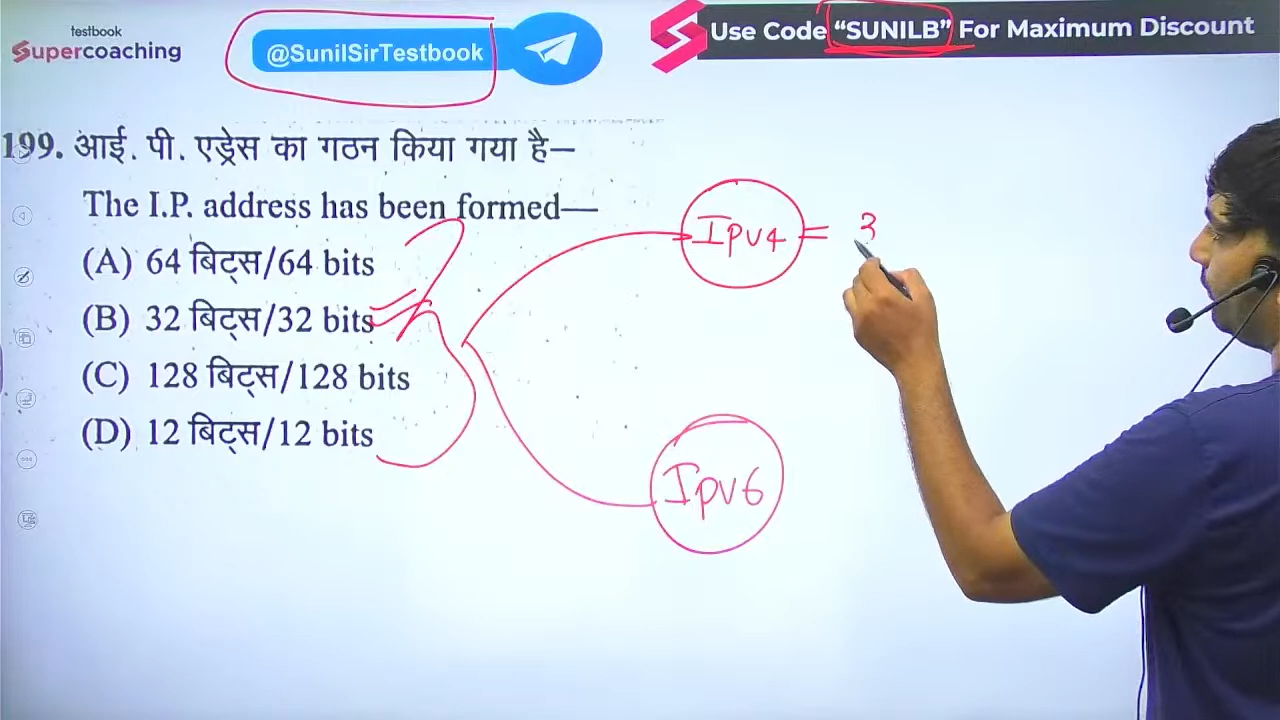 testbook
Supercoaching
@SunilSirTestbook
Use Code “SUNILB” For Maximum Discount
199. आई. पी. एड्रेस का गठन किया गया है—
The I.P. address has been formed—
(A) 64 बिट्स/64 bits
(B) 32 बिट्स/32 bits
(C) 128 बिट्स/128 bits
(D) 12 बिट्स/12 bits
Ipv4 = 3
Ipv6